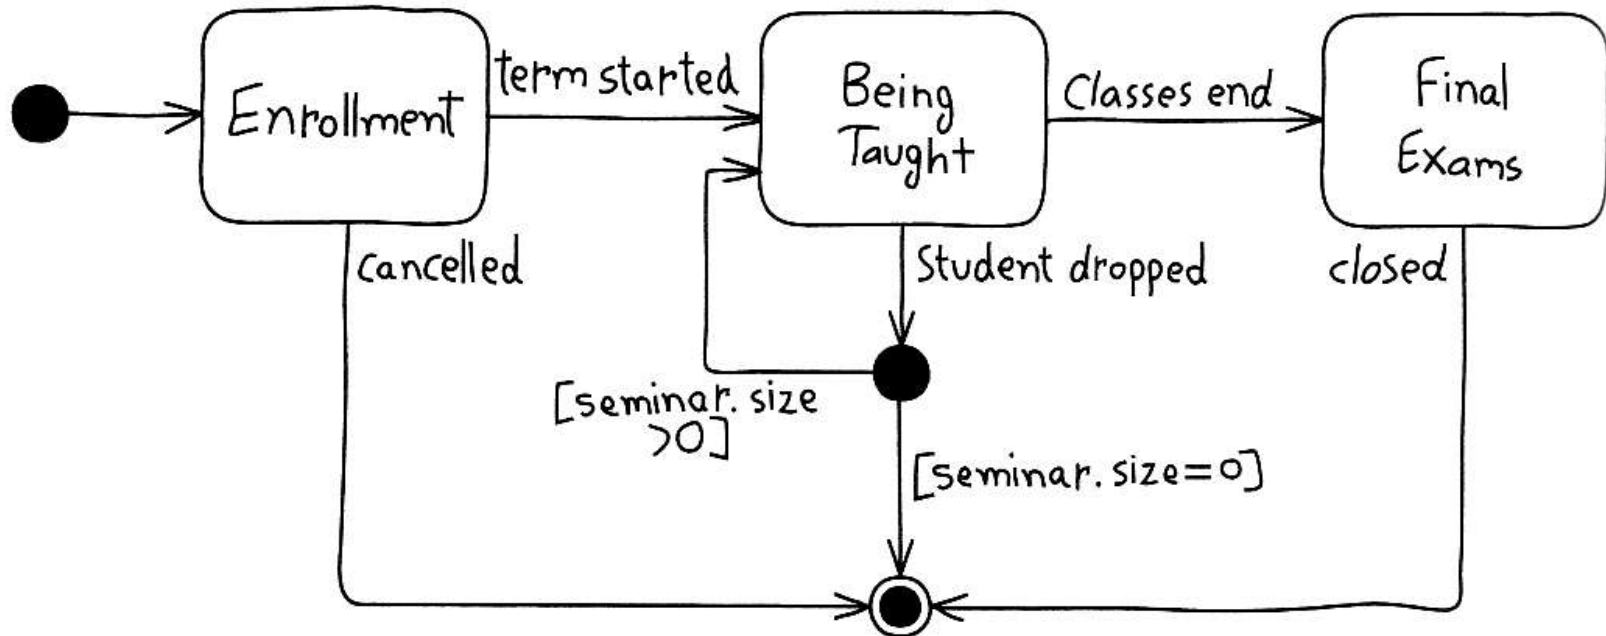 Enrollment
term started
Being
Taught
Classes end
Final
Exams
cancelled
Student dropped
closed
[seminar.size
>0]
[seminar.size=0]